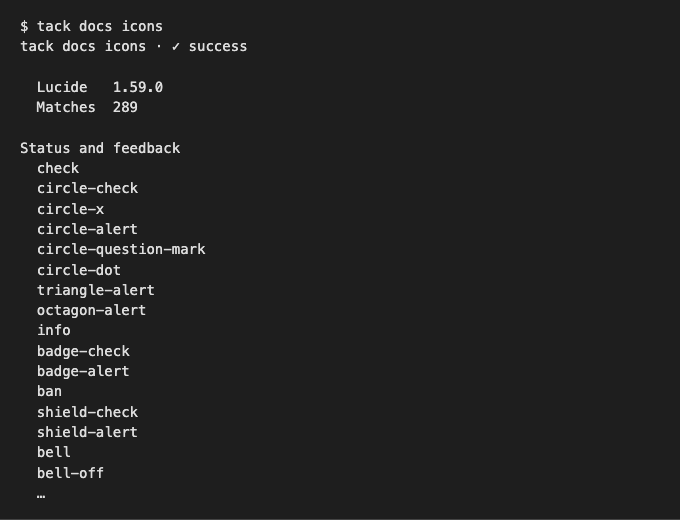 $ tack docs icons
tack docs icons · ✓ success
Lucide 1.59.0
Matches 289
Status and feedback
check
circle-check
circle-x
circle-alert
circle-question-mark
circle-dot
triangle-alert
octagon-alert
info
badge-check
badge-alert
ban
shield-check
shield-alert
bell
bell-off
…